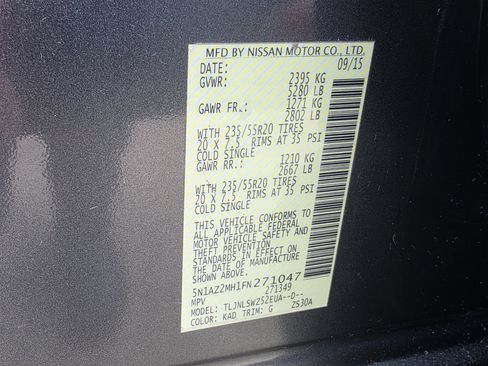 MFD BY NISSAN MOTOR CO., LTD.
DATE: 09/15
GVWR: 2395 KG
5280 LB
GAWR FR.: 1271 KG
2802 LB
WITH 235/55R20 TIRES
20 X 7.5 RIMS AT 35 PSI
COLD SINGLE
GAWR RR.: 1210 KG
2667 LB
WITH 235/55R20 TIRES
20 X 7.5 RIMS AT 35 PSI
COLD SINGLE
THIS VEHICLE CONFORMS TO
ALL APPLICABLE FEDERAL
MOTOR VEHICLE SAFETY AND
THEFT PREVENTION
STANDARDS IN EFFECT ON
THE DATE OF MANUFACTURE
SHOWN ABOVE.
5N1AZ2MH1FN271047
MPV 271349
MODEL: TLJNLSWZ52EUA--D--
COLOR: KAD TRIM: G Z530A